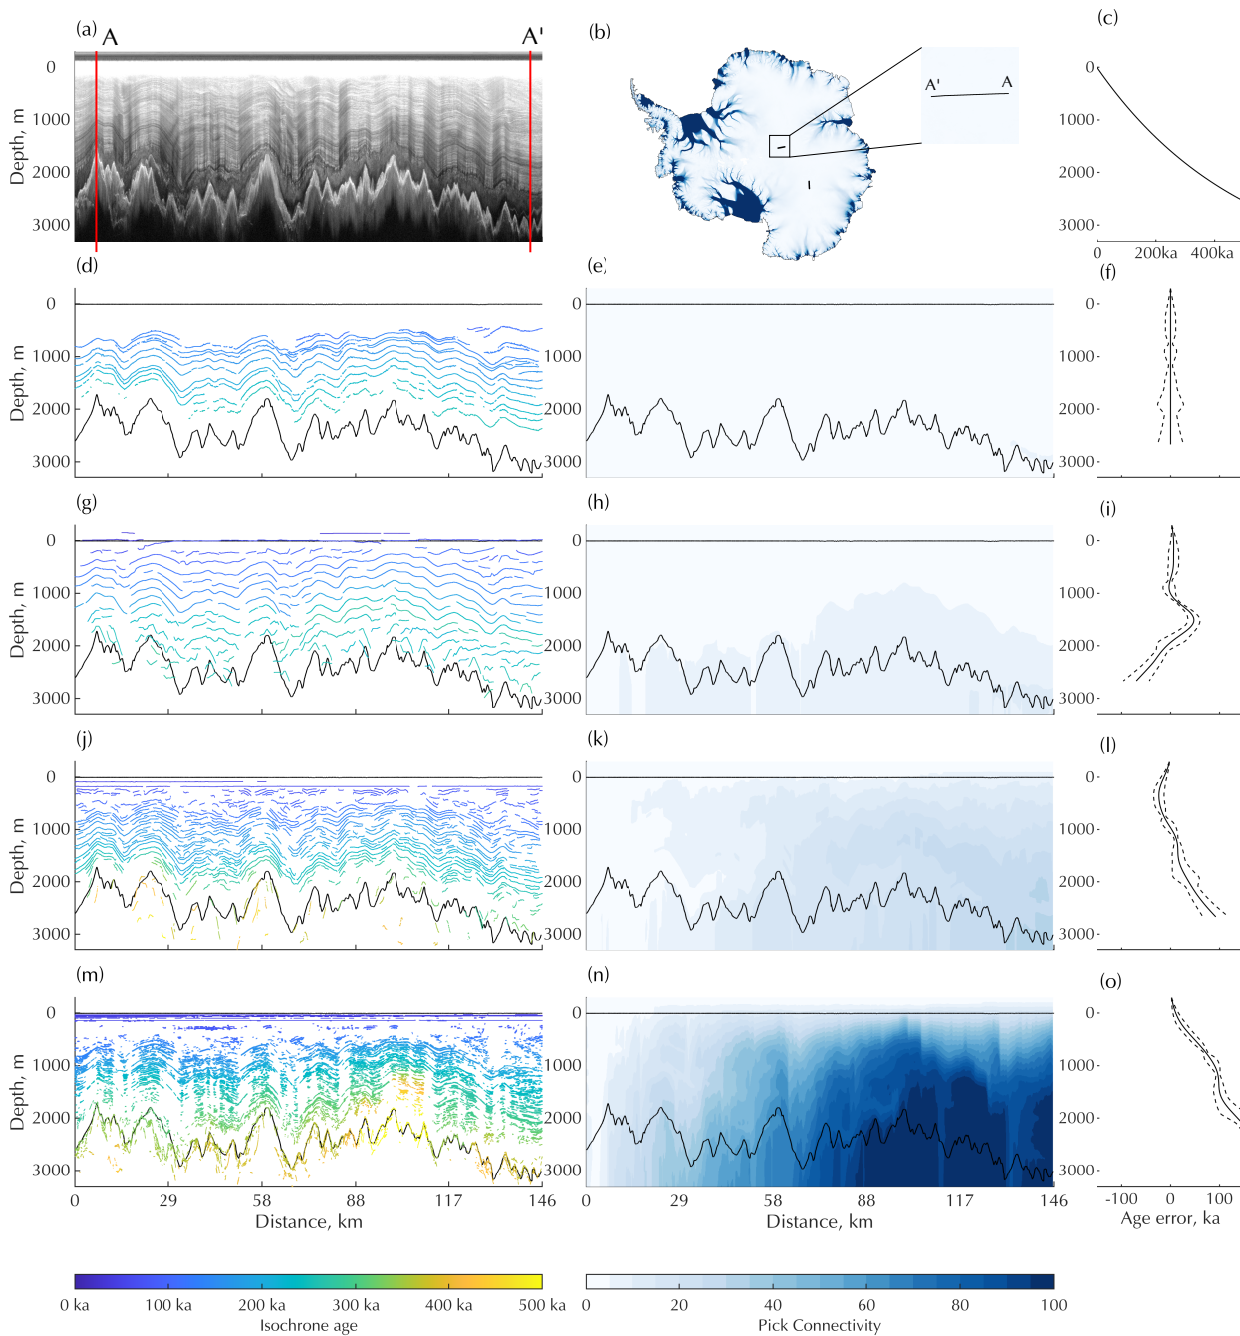 (a)
A
A'
(b)
(c)
Depth, m
0
1000
2000
3000
A'
A
0
1000
2000
3000
0
200ka
400ka
(d)
(e)
(f)
Depth, m
0
1000
2000
3000
0
1000
2000
3000
0
1000
2000
3000
(g)
(h)
(i)
Depth, m
0
1000
2000
3000
0
1000
2000
3000
0
1000
2000
3000
(j)
(k)
(l)
Depth, m
0
1000
2000
3000
0
1000
2000
3000
0
1000
2000
3000
(m)
(n)
(o)
Depth, m
0
1000
2000
3000
0
1000
2000
3000
0
1000
2000
3000
0 29 58 88 117 146
Distance, km
0 29 58 88 117 146
Distance, km
-100 0 100
Age error, ka
0 ka 100 ka 200 ka 300 ka 400 ka 500 ka
Isochrone age
0 20 40 60 80 100
Pick Connectivity